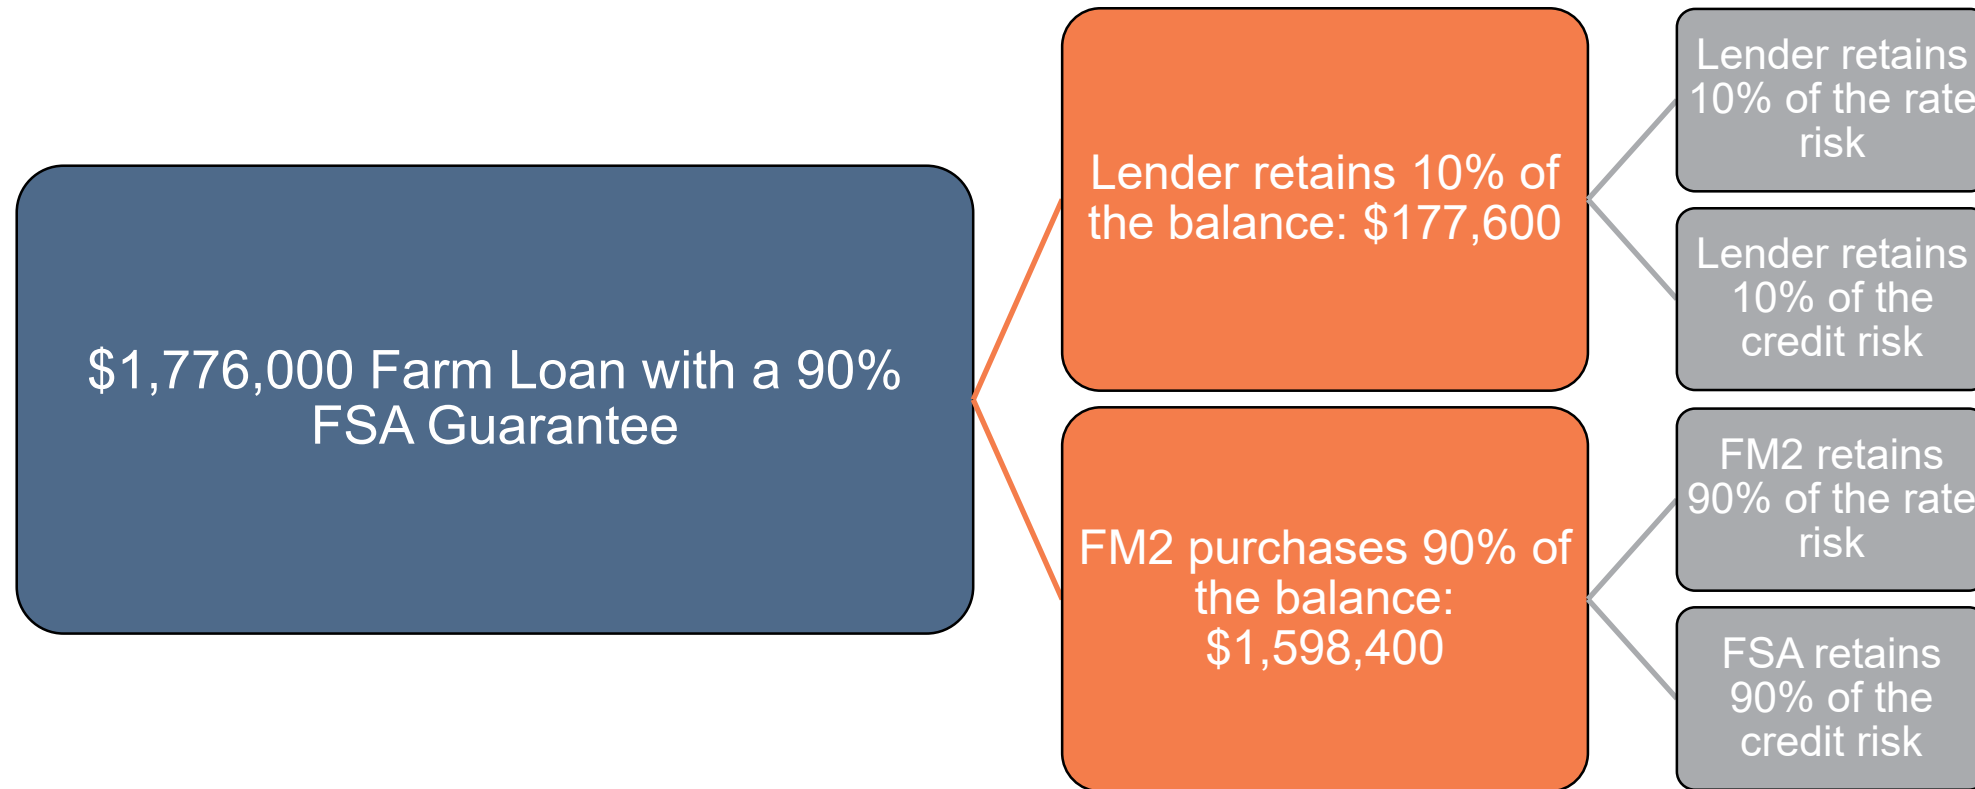 $1,776,000 Farm Loan with a 90%
FSA Guarantee
Lender retains 10% of
the balance: $177,600
FM2 purchases 90% of
the balance:
$1,598,400
Lender retains
10% of the rate
risk
Lender retains
10% of the
credit risk
FM2 retains
90% of the rate
risk
FSA retains
90% of the
credit risk